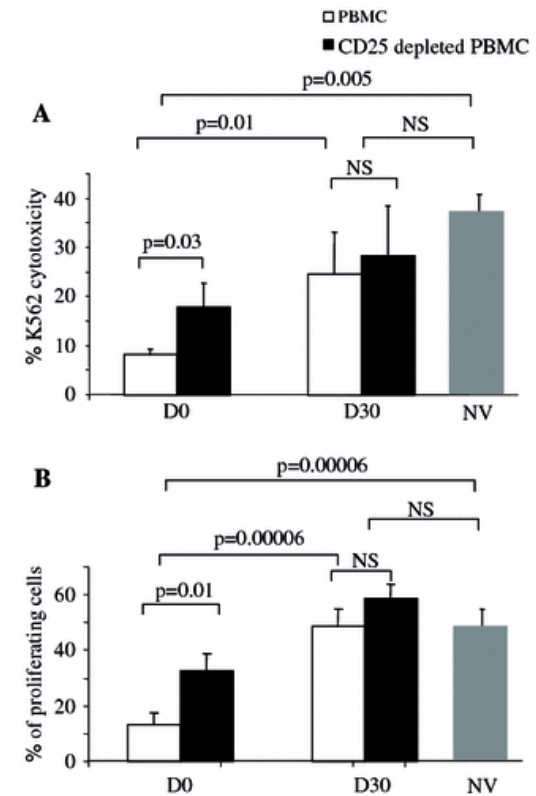 PBMC
CD25 depleted PBMC
p=0.005
A
p=0.01
NS
NS
p=0.03
% K562 cytotoxicity
40
30
20
10
0
D0
D30
NV
B
p=0.00006
NS
p=0.00006
NS
p=0.01
% of proliferating cells
60
40
20
0
D0
D30
NV